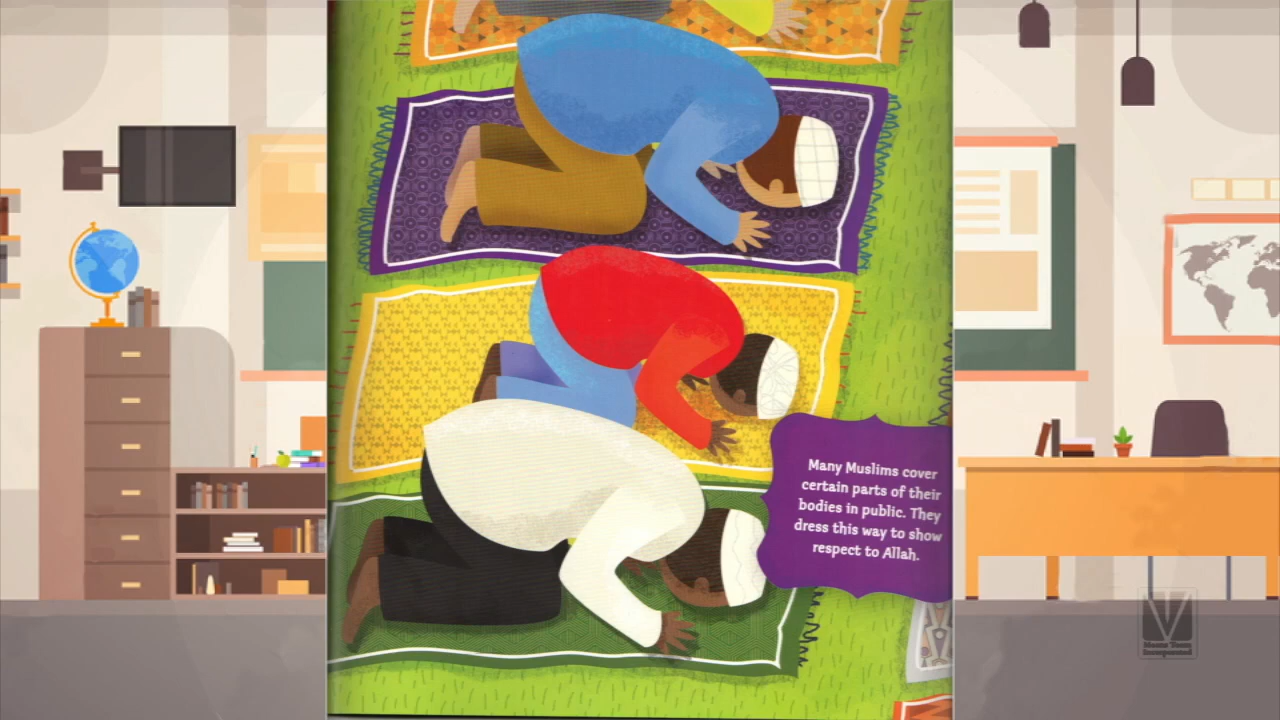 Many Muslims cover
certain parts of their
bodies in public. They
dress this way to show
respect to Allah.